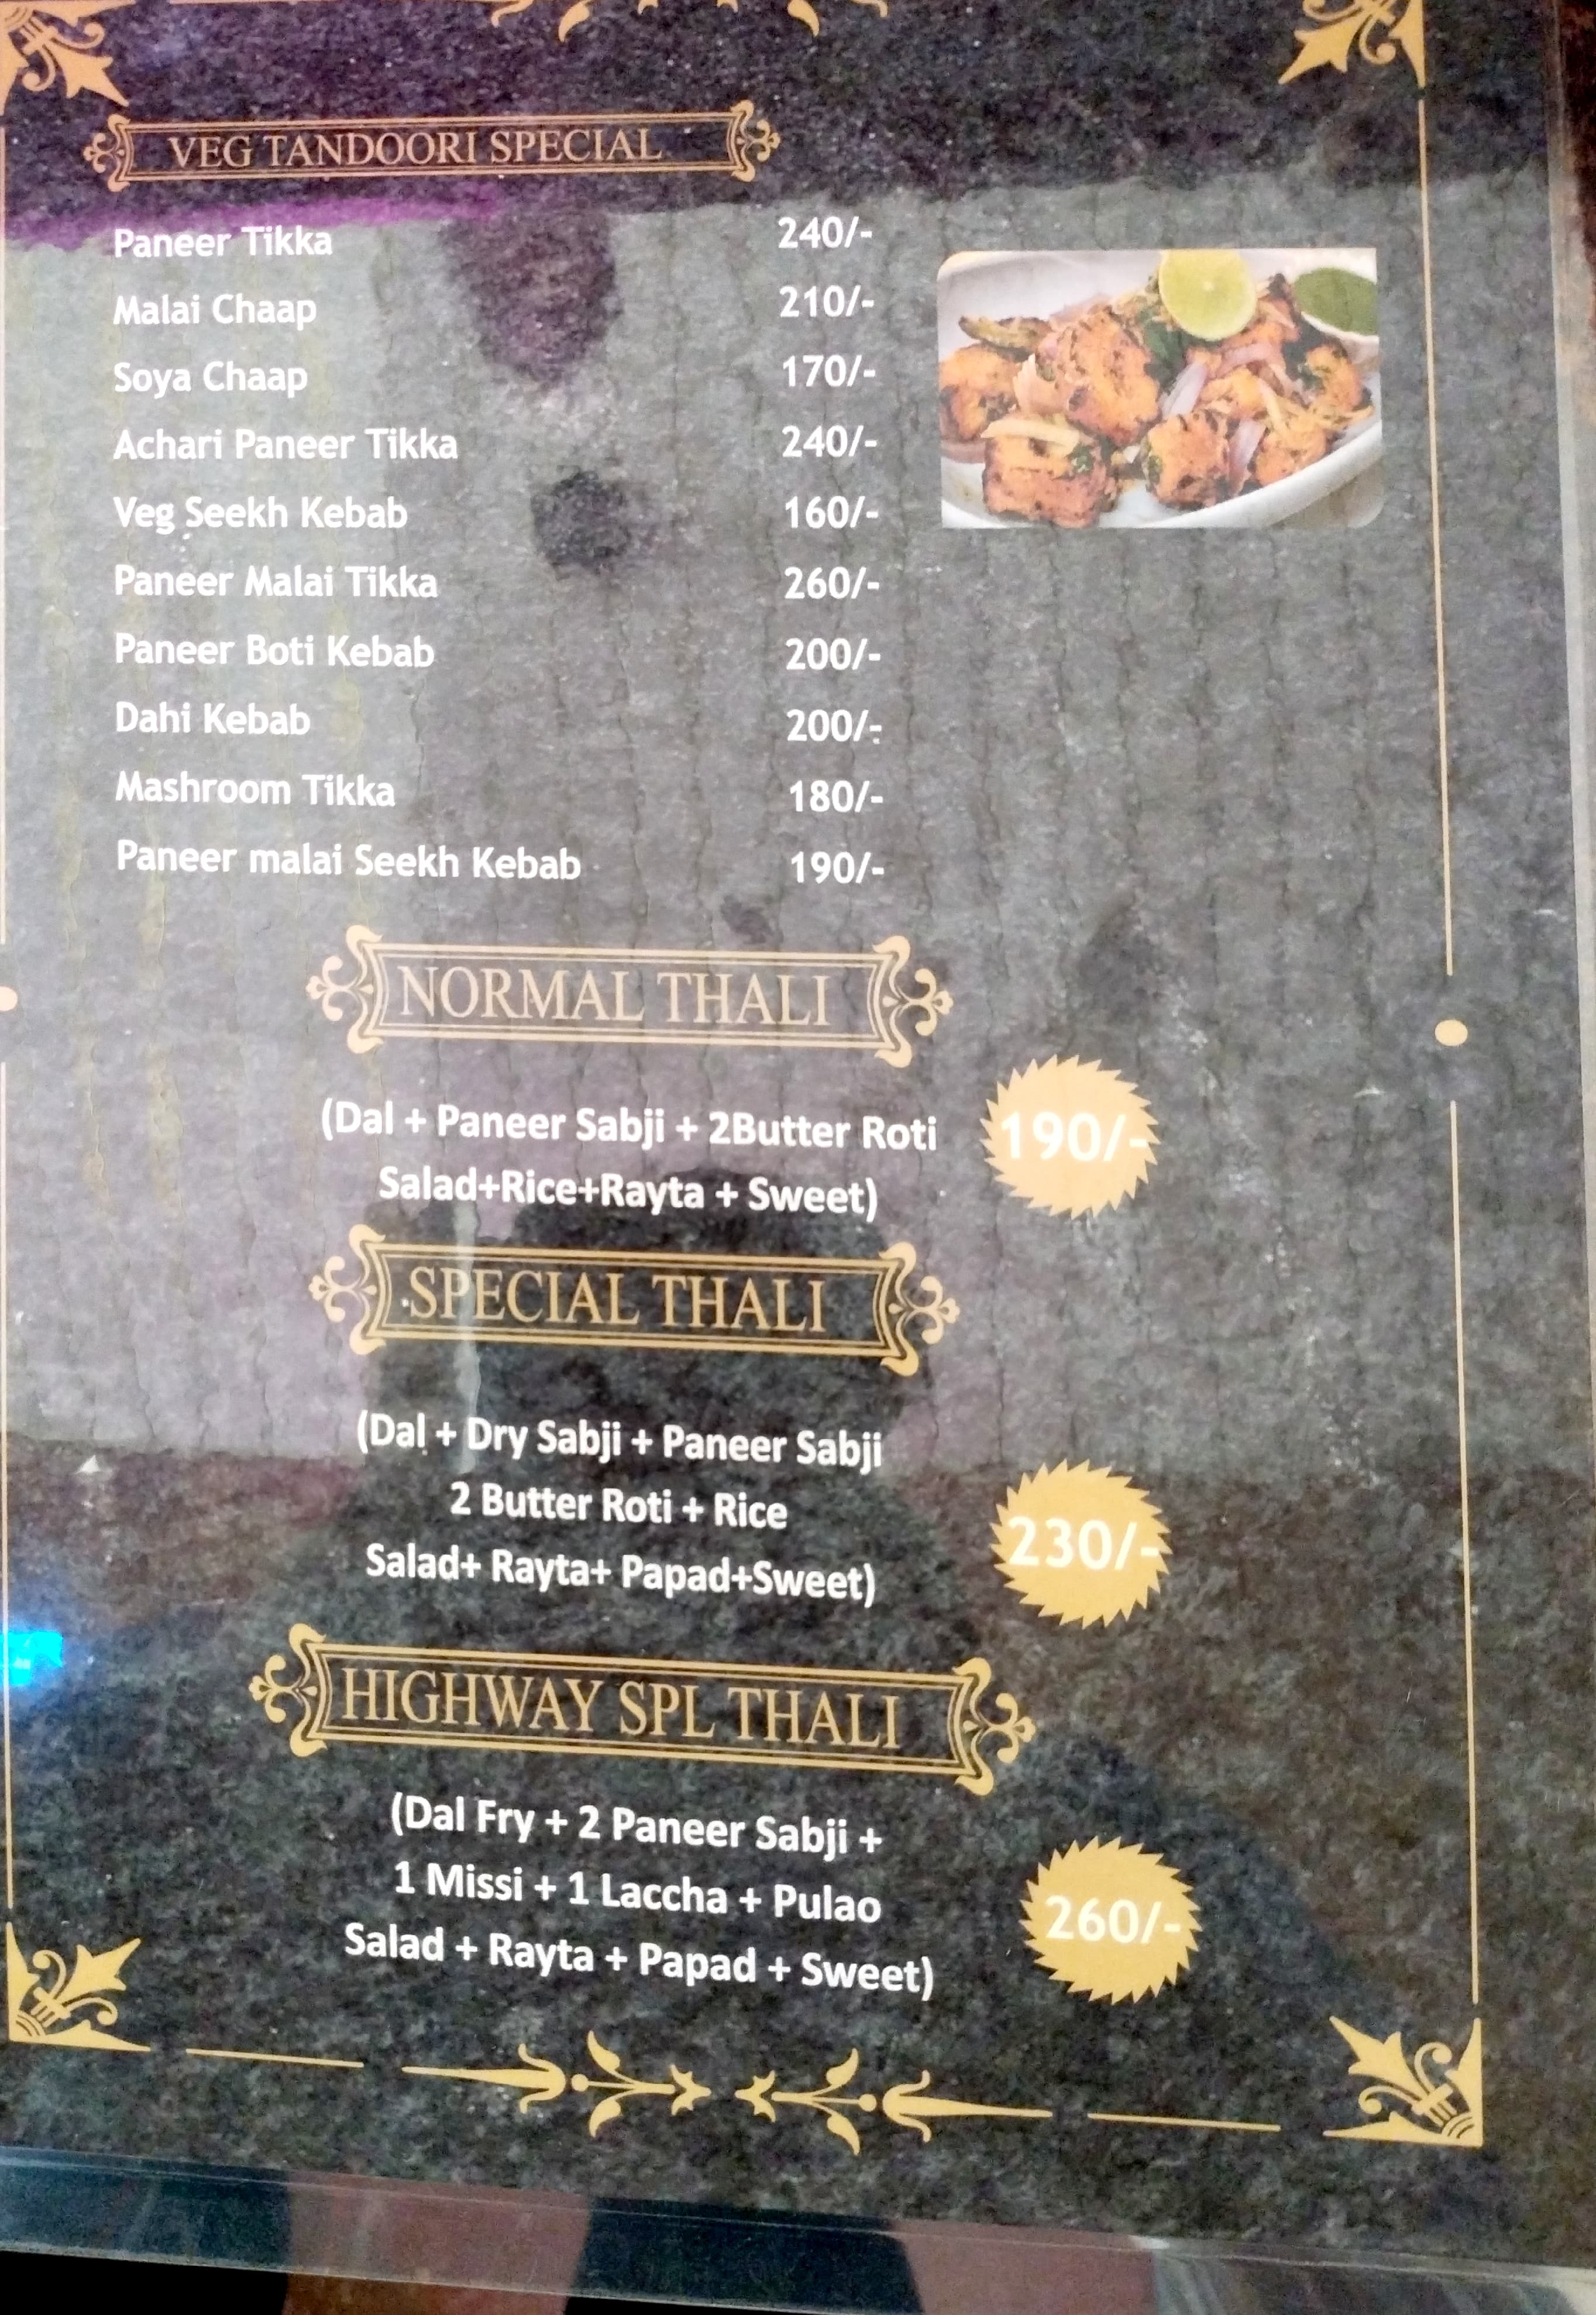 VEG TANDOORI SPECIAL
Paneer Tikka 240/-
Malai Chaap 210/-
Soya Chaap 170/-
Achari Paneer Tikka 240/-
Veg Seekh Kebab 160/-
Paneer Malai Tikka 260/-
Paneer Boti Kebab 200/-
Dahi Kebab 200/-
Mashroom Tikka 180/-
Paneer malai Seekh Kebab 190/-
NORMAL THALI
(Dal + Paneer Sabji + 2Butter Roti
190/-
Salad+Rice+Rayta + Sweet)
SPECIAL THALI
(Dal + Dry Sabji + Paneer Sabji
2 Butter Roti + Rice
230/-
Salad+ Rayta+ Papad+Sweet)
HIGHWAY SPL THALI
(Dal Fry + 2 Paneer Sabji +
1 Missi + 1 Laccha + Pulao
260/-
Salad + Rayta + Papad + Sweet)